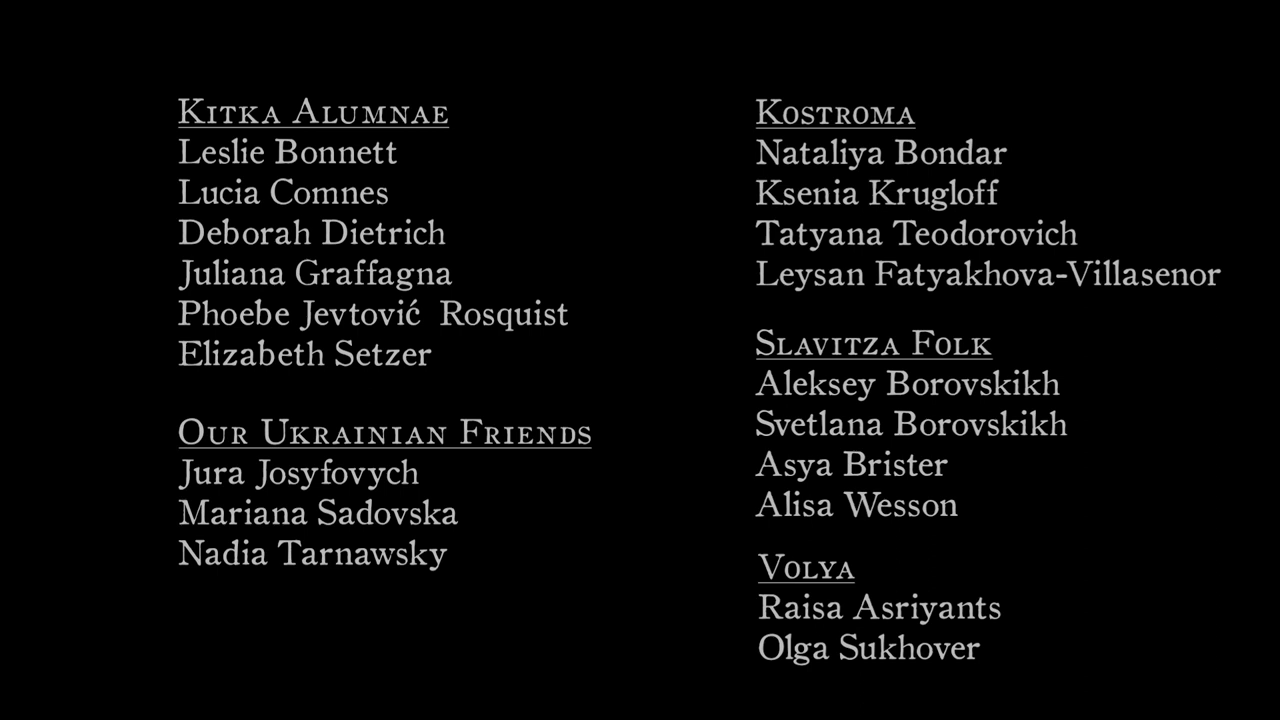 Kitka Alumnae
Leslie Bonnett
Lucia Comnes
Deborah Dietrich
Juliana Graffagna
Phoebe Jevtović  Rosquist
Elizabeth Setzer
Our Ukrainian Friends
Jura Josyfovych
Mariana Sadovska
Nadia Tarnawsky
Kostroma
Nataliya Bondar
Ksenia Krugloff
Tatyana Teodorovich
Leysan Fatyakhova-Villasenor
Slavitza Folk
Aleksey Borovskikh
Svetlana Borovskikh
Asya Brister
Alisa Wesson
Volya
Raisa Asriyants
Olga Sukhover